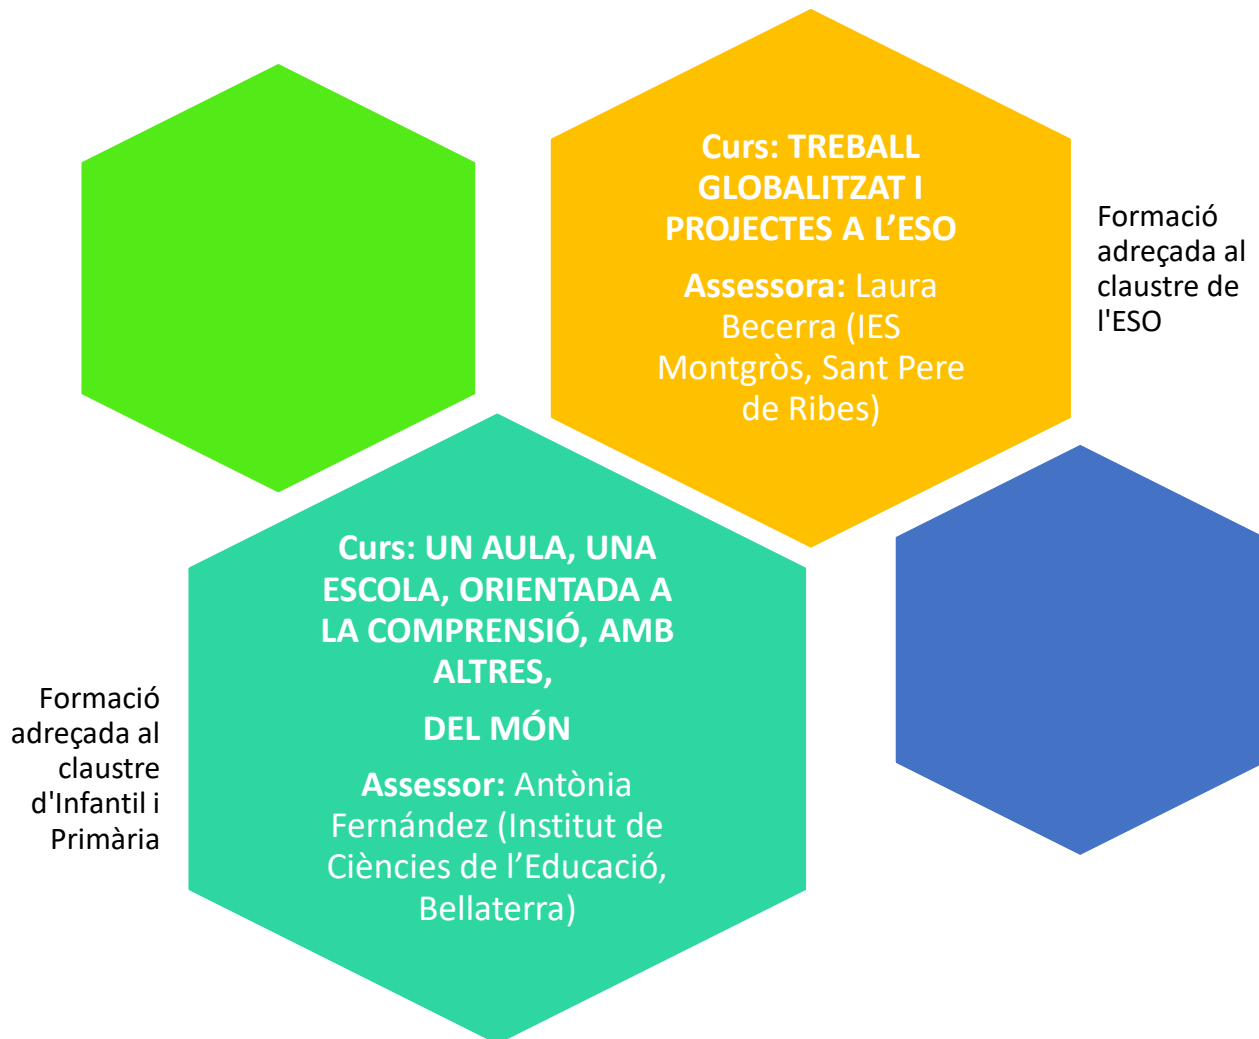 Curs: TREBALL
GLOBALITZAT I
PROJECTES A L’ESO
Assessora: Laura
Becerra (IES
Montgròs, Sant Pere
de Ribes)
Formació
adreçada al
claustre de
l'ESO
Curs: UN AULA, UNA
ESCOLA, ORIENTADA A
LA COMPRENSIÓ, AMB
ALTRES,
DEL MÓN
Assessor: Antònia
Fernández (Institut de
Ciències de l’Educació,
Bellaterra)
Formació
adreçada al
claustre
d'Infantil i
Primària